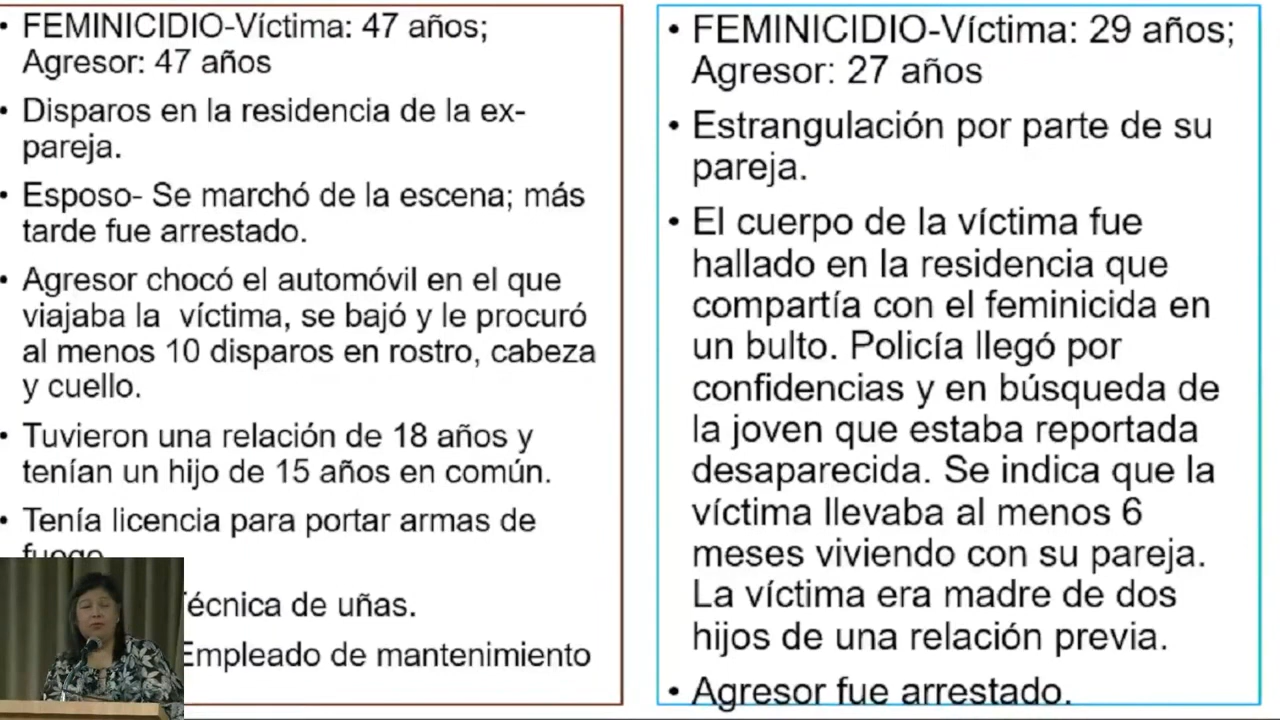 • FEMINICIDIO-Víctima: 47 años;
Agresor: 47 años
• Disparos en la residencia de la ex-
pareja.
• Esposo- Se marchó de la escena; más
tarde fue arrestado.
• Agresor chocó el automóvil en el que
viajaba la víctima, se bajó y le procuró
al menos 10 disparos en rostro, cabeza
y cuello.
• Tuvieron una relación de 18 años y
tenían un hijo de 15 años en común.
• Tenía licencia para portar armas de
fuego
Técnica de uñas.
Empleado de mantenimiento
• FEMINICIDIO-Víctima: 29 años;
Agresor: 27 años
• Estrangulación por parte de su
pareja.
• El cuerpo de la víctima fue
hallado en la residencia que
compartía con el feminicida en
un bulto. Policía llegó por
confidencias y en búsqueda de
la joven que estaba reportada
desaparecida. Se indica que la
víctima llevaba al menos 6
meses viviendo con su pareja.
La víctima era madre de dos
hijos de una relación previa.
• Agresor fue arrestado.